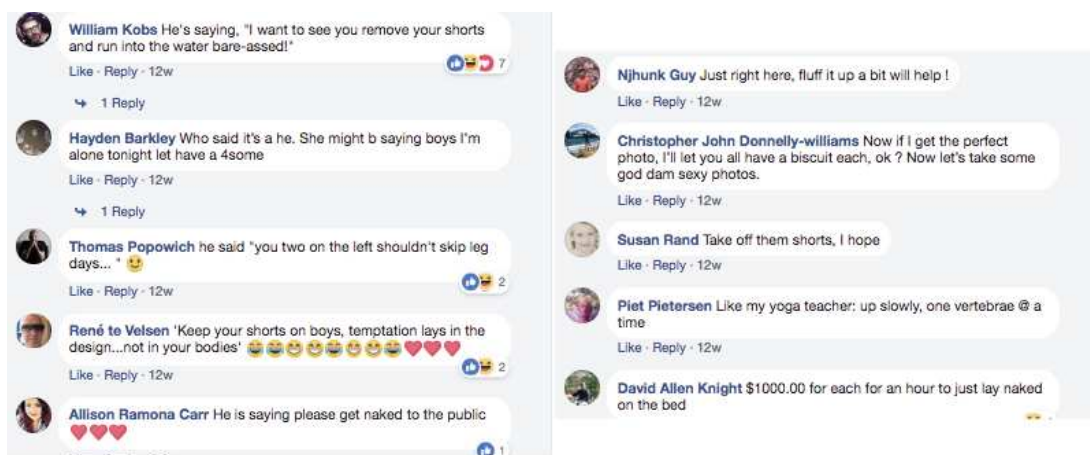 William Kobs He's saying, "I want to see you remove your shorts
and run into the water bare-assed!"
Like · Reply · 12w
7
1 Reply
Hayden Barkley Who said it's a he. She might b saying boys I'm
alone tonight let have a 4some
Like · Reply · 12w
1 Reply
Thomas Popowich he said "you two on the left shouldn't skip leg
days... " 😉
Like · Reply · 12w
2
René te Velsen 'Keep your shorts on boys, temptation lays in the
design...not in your bodies' 😂😂😁😁😂😂😁😂❤❤❤
Like · Reply · 12w
2
Allison Ramona Carr He is saying please get naked to the public
❤❤❤
1
Njhunk Guy Just right here, fluff it up a bit will help !
Like · Reply · 12w
Christopher John Donnelly-williams Now if I get the perfect
photo, I'll let you all have a biscuit each, ok ? Now let's take some
god dam sexy photos.
Like · Reply · 12w
Susan Rand Take off them shorts, I hope
Like · Reply · 12w
Piet Pietersen Like my yoga teacher: up slowly, one vertebrae @ a
time
Like · Reply · 12w
David Allen Knight $1000.00 for each for an hour to just lay naked
on the bed